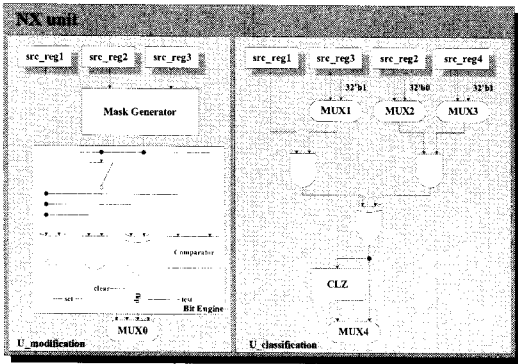 NX unit
src_reg1 src_reg2 src_reg3
Mask Generator
Comparator
clear
set
test
Bit Engine
MUX0
U_modification
src_reg1 src_reg3 src_reg2 src_reg4
32'b1 32'b0 32'b1
MUX1 MUX2 MUX3
CLZ
MUX4
U_classification